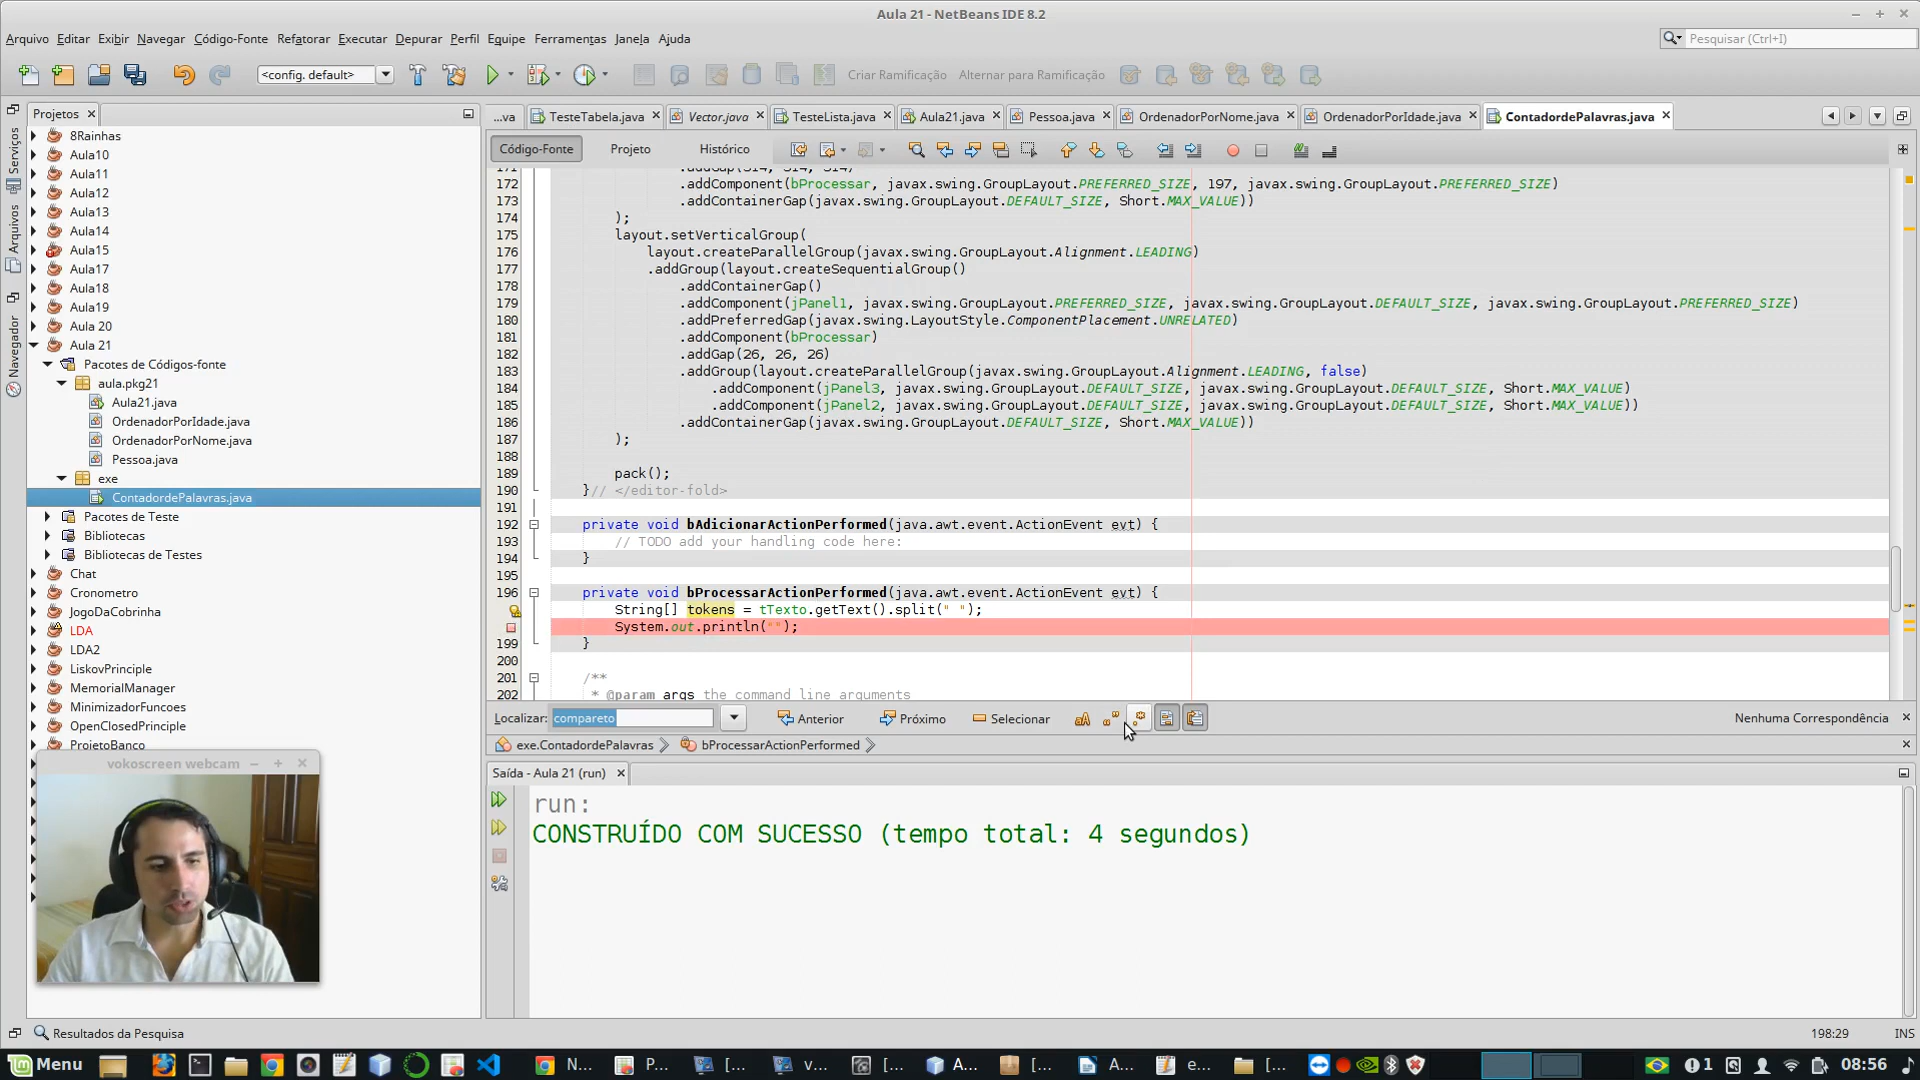 Aula 21 - NetBeans IDE 8.2
Arquivo Editar Exibir Navegar Código-Fonte Refatorar Executar Depurar Perfil Equipe Ferramentas Janela Ajuda
Pesquisar (Ctrl+I)
<config. default>
Criar Ramificação Alternar para Ramificação
Projetos
Serviços
Arquivos
Navegador
8Rainhas
Aula10
Aula11
Aula12
Aula13
Aula14
Aula15
Aula17
Aula18
Aula19
Aula 20
Aula 21
Pacotes de Códigos-fonte
aula.pkg21
Aula21.java
OrdenadorPorIdade.java
OrdenadorPorNome.java
Pessoa.java
exe
ContadordePalavras.java
Pacotes de Teste
Bibliotecas
Bibliotecas de Testes
Chat
Cronometro
JogoDaCobrinha
LDA
LDA2
LiskovPrinciple
MemorialManager
MinimizadorFuncoes
OpenClosedPrinciple
ProjetoBanco
vokoscreen webcam
...va TesteTabela.java Vector.java TesteLista.java Aula21.java Pessoa.java OrdenadorPorNome.java OrdenadorPorIdade.java ContadordePalavras.java
Código-Fonte Projeto Histórico
171 .addGap(314, 314, 314)
172 .addComponent(bProcessar, javax.swing.GroupLayout.PREFERRED_SIZE, 197, javax.swing.GroupLayout.PREFERRED_SIZE)
173 .addContainerGap(javax.swing.GroupLayout.DEFAULT_SIZE, Short.MAX_VALUE))
174 );
175 layout.setVerticalGroup(
176 layout.createParallelGroup(javax.swing.GroupLayout.Alignment.LEADING)
177 .addGroup(layout.createSequentialGroup()
178 .addContainerGap()
179 .addComponent(jPanel1, javax.swing.GroupLayout.PREFERRED_SIZE, javax.swing.GroupLayout.DEFAULT_SIZE, javax.swing.GroupLayout.PREFERRED_SIZE)
180 .addPreferredGap(javax.swing.LayoutStyle.ComponentPlacement.UNRELATED)
181 .addComponent(bProcessar)
182 .addGap(26, 26, 26)
183 .addGroup(layout.createParallelGroup(javax.swing.GroupLayout.Alignment.LEADING, false)
184 .addComponent(jPanel3, javax.swing.GroupLayout.DEFAULT_SIZE, javax.swing.GroupLayout.DEFAULT_SIZE, Short.MAX_VALUE)
185 .addComponent(jPanel2, javax.swing.GroupLayout.DEFAULT_SIZE, javax.swing.GroupLayout.DEFAULT_SIZE, Short.MAX_VALUE))
186 .addContainerGap(javax.swing.GroupLayout.DEFAULT_SIZE, Short.MAX_VALUE))
187 );
188
189 pack();
190 }// </editor-fold>
191
192 private void bAdicionarActionPerformed(java.awt.event.ActionEvent evt) {
193 // TODO add your handling code here:
194 }
195
196 private void bProcessarActionPerformed(java.awt.event.ActionEvent evt) {
String[] tokens = tTexto.getText().split(" ");
System.out.println("");
199 }
200
201 /**
202 * @param args the command line arguments
Localizar: compareto Anterior Próximo Selecionar Nenhuma Correspondência
exe.ContadordePalavras bProcessarActionPerformed
Saída - Aula 21 (run)
run:
CONSTRUÍDO COM SUCESSO (tempo total: 4 segundos)
Resultados da Pesquisa
198:29 INS
Menu N... P... [... v... [... A... [... A... e... [... 1 08:56